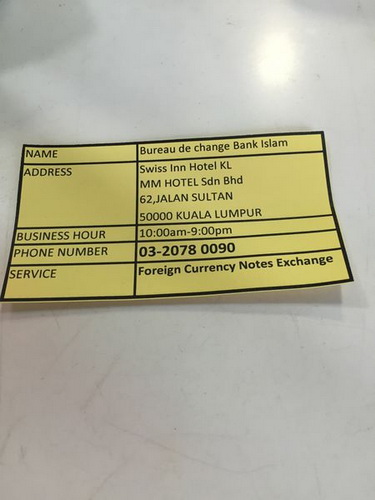 NAME Bureau de change Bank Islam
ADDRESS Swiss Inn Hotel KL
MM HOTEL Sdn Bhd
62,JALAN SULTAN
50000 KUALA LUMPUR
BUSINESS HOUR 10:00am-9:00pm
PHONE NUMBER 03-2078 0090
SERVICE Foreign Currency Notes Exchange